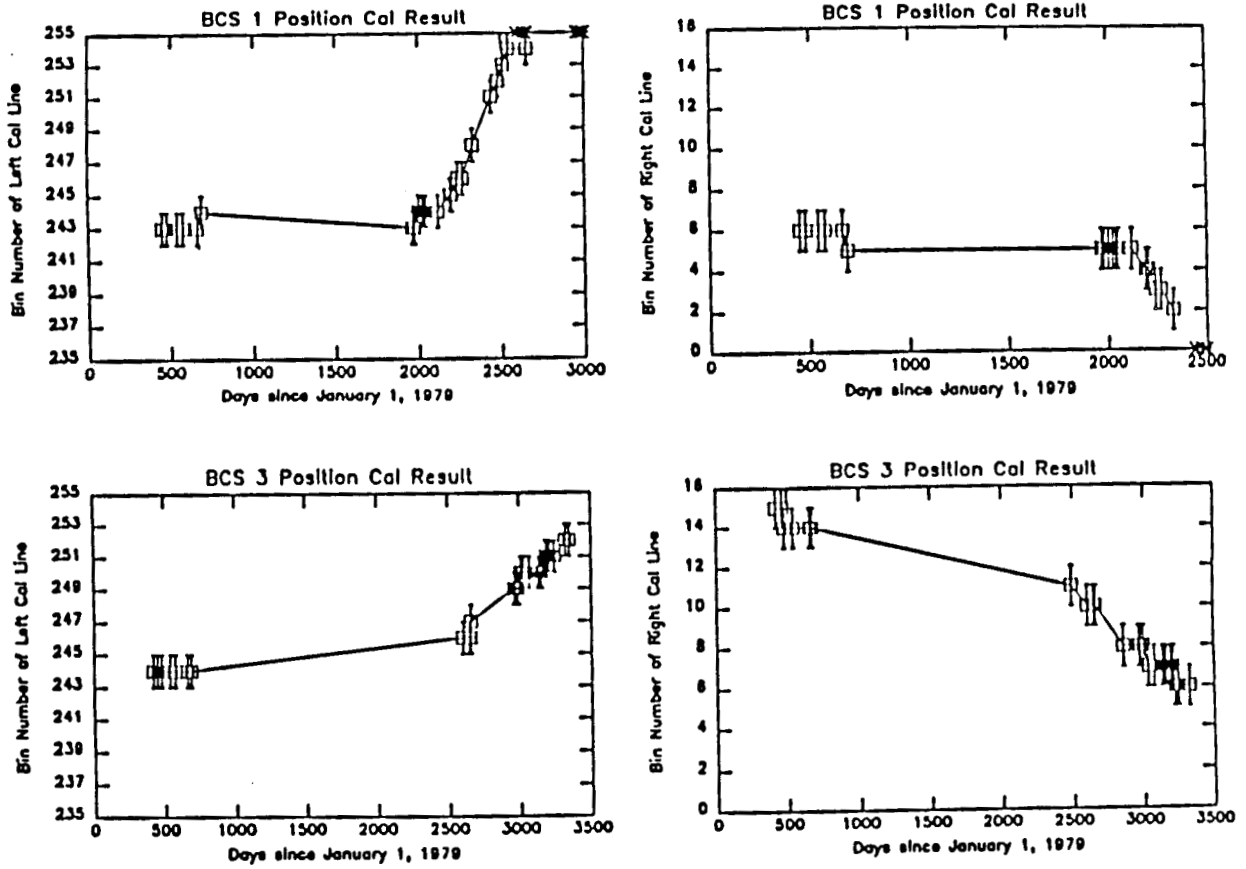 BCS 1 Position Cal Result
Bin Number of Left Cal Line
255
253
251
249
247
245
243
241
239
237
235
0 500 1000 1500 2000 2500 3000
Days since January 1, 1979
BCS 1 Position Cal Result
Bin Number of Right Cal Line
16
14
12
10
8
6
4
2
0
0 500 1000 1500 2000 2500
Days since January 1, 1979
BCS 3 Position Cal Result
Bin Number of Left Cal Line
255
253
251
249
247
245
243
241
239
237
235
0 500 1000 1500 2000 2500 3000 3500
Days since January 1, 1979
BCS 3 Position Cal Result
Bin Number of Right Cal Line
16
14
12
10
8
6
4
2
0
0 500 1000 1500 2000 2500 3000 3500
Days since January 1, 1979